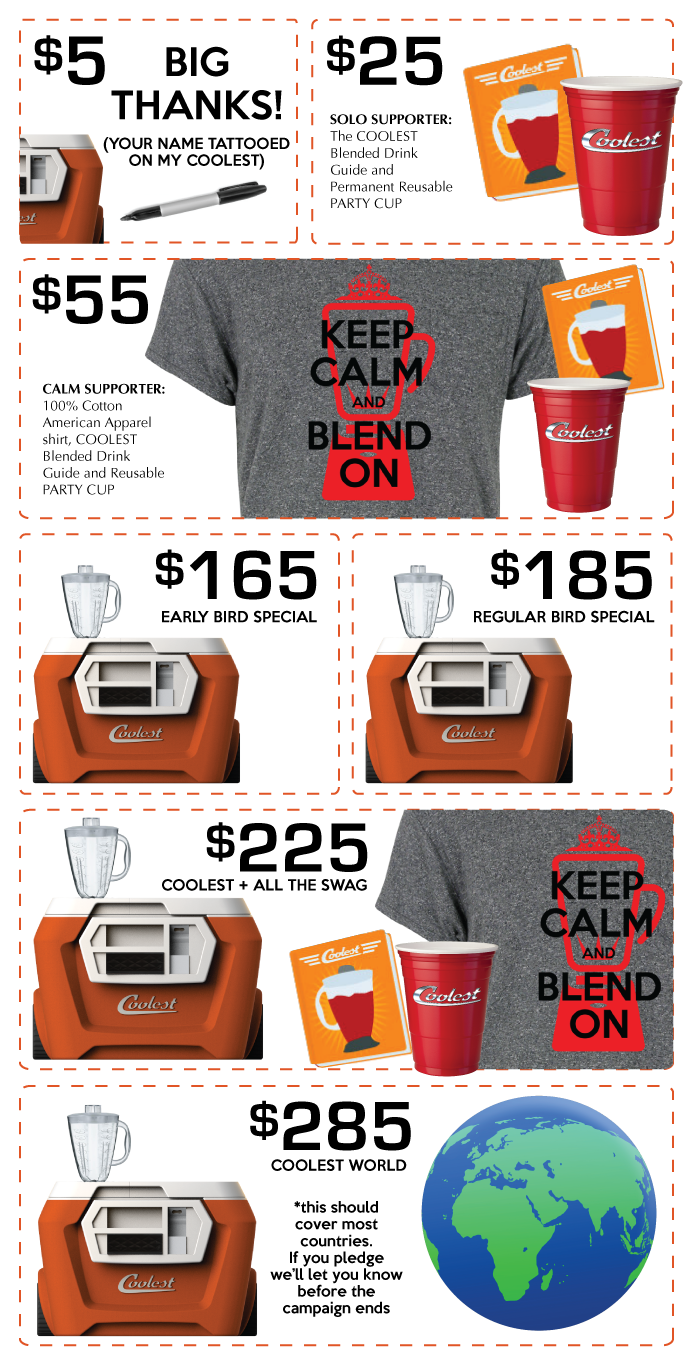 $5
BIG
THANKS!
(YOUR NAME TATTOOED
ON MY COOLEST)
$25
SOLO SUPPORTER:
The COOLEST
Blended Drink
Guide and
Permanent Reusable
PARTY CUP
Coolest
Coolest
$55
CALM SUPPORTER:
100% Cotton
American Apparel
shirt, COOLEST
Blended Drink
Guide and Reusable
PARTY CUP
KEEP
CALM
AND
BLEND
ON
Coolest
Coolest
$165
EARLY BIRD SPECIAL
Coolest
$185
REGULAR BIRD SPECIAL
Coolest
$225
COOLEST + ALL THE SWAG
Coolest
Coolest
Coolest
KEEP
CALM
AND
BLEND
ON
$285
COOLEST WORLD
*this should
cover most
countries.
If you pledge
we'll let you know
before the
campaign ends
Coolest